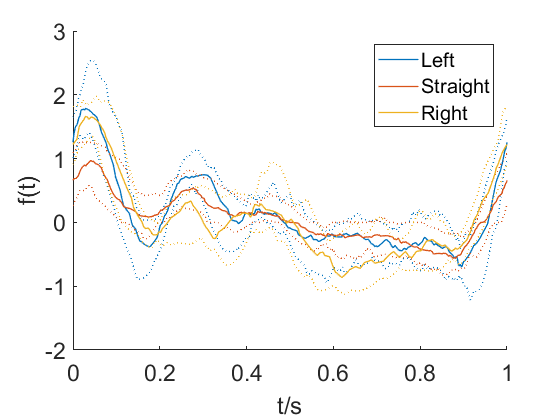 3
2
1
0
-1
-2
f(t)
Left
Straight
Right
0 0.2 0.4 0.6 0.8 1
t/s